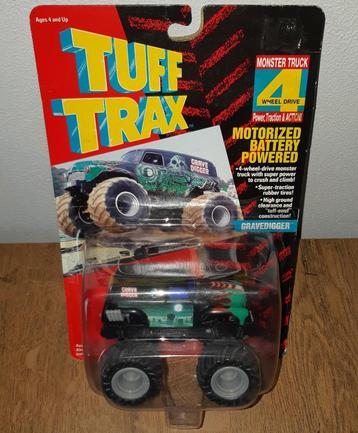 Ages 4 and Up
TUFF
TRAX
MONSTER TRUCK
4
WHEEL DRIVE
Power, Traction & ACTION!
MOTORIZED
BATTERY
POWERED
•4-wheel-drive monster
truck with super power
to crush and climb!
•Super-traction
rubber tires!
•High ground
clearance and
"tuff-est"
construction!
GRAVEDIGGER
GRAVE
DIGGER
GRAVE
DIGGER